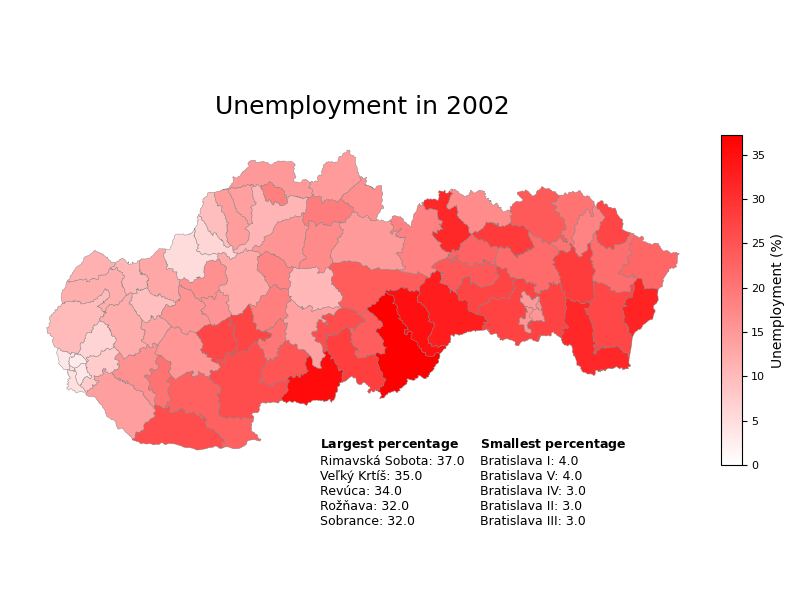 Unemployment in 2002
35
30
25
20
15
10
5
0
Unemployment (%)
Largest percentage
Rimavská Sobota: 37.0
Veľký Krtíš: 35.0
Revúca: 34.0
Rožňava: 32.0
Sobrance: 32.0
Smallest percentage
Bratislava I: 4.0
Bratislava V: 4.0
Bratislava IV: 3.0
Bratislava II: 3.0
Bratislava III: 3.0